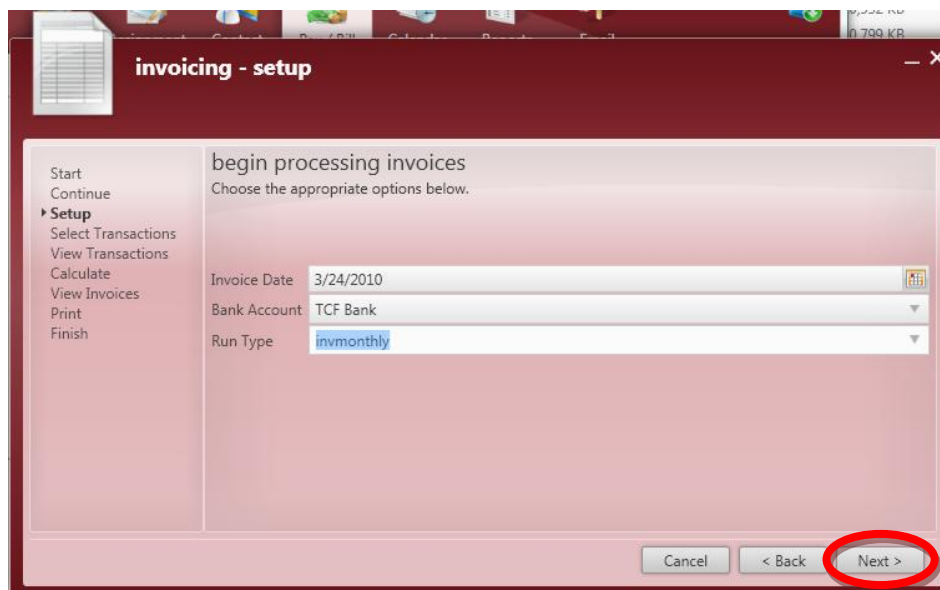 0,799 KB
invoicing - setup
Start
Continue
Setup
Select Transactions
View Transactions
Calculate
View Invoices
Print
Finish
begin processing invoices
Choose the appropriate options below.
Invoice Date 3/24/2010
Bank Account TCF Bank
Run Type invmonthly
Cancel < Back Next >